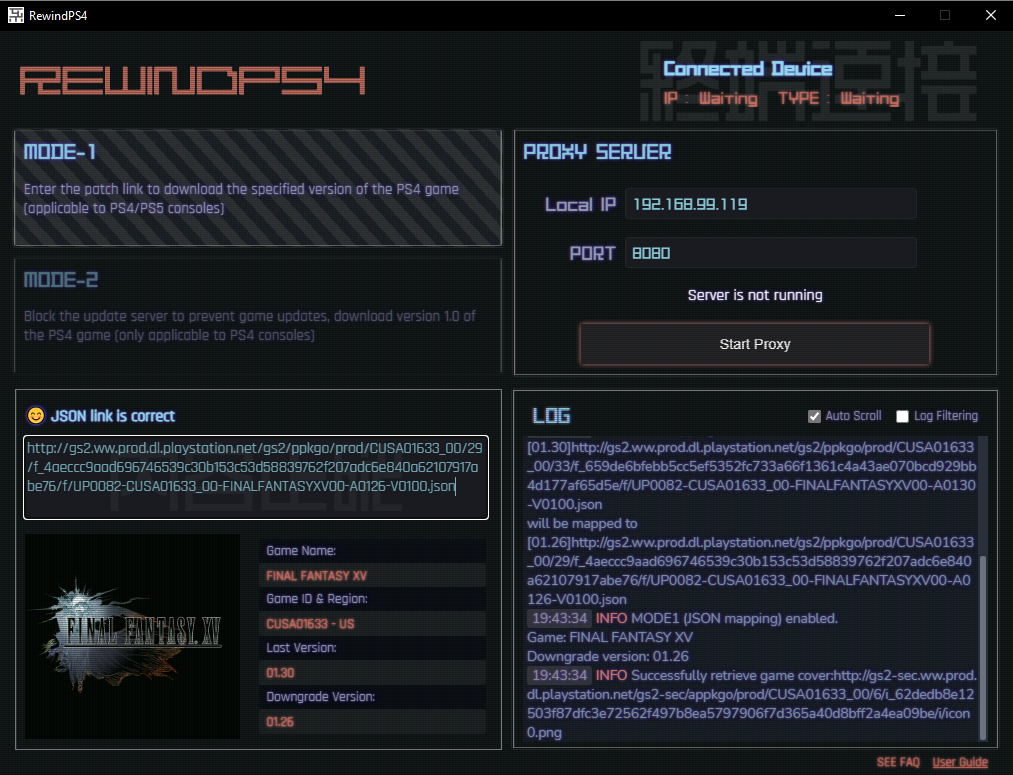 RewindPS4
REWINDPS4
終端直接
Connected Device
IP : Waiting TYPE : Waiting
MODE-1
Enter the patch link to download the specified version of the PS4 game
(applicable to PS4/PS5 consoles)
MODE-2
Block the update server to prevent game updates, download version 1.0 of
the PS4 game (only applicable to PS4 consoles)
PROXY SERVER
Local IP 192.168.99.119
PORT 8080
Server is not running
Start Proxy
JSON link is correct
http://gs2.ww.prod.dl.playstation.net/gs2/ppkgo/prod/CUSA01633_00/29
/f_4aeccc9aad696746539c30b153c53d58839762f207adc6e840a62107917a
be76/f/UP0082-CUSA01633_00-FINALFANTASYXV00-A0126-V0100.json
FINAL FANTASY XV
Game Name:
FINAL FANTASY XV
Game ID & Region:
CUSA01633 - US
Last Version:
01.30
Downgrade Version:
01.26
LOG
Auto Scroll
Log Filtering
[01.30]http://gs2.ww.prod.dl.playstation.net/gs2/ppkgo/prod/CUSA01633
_00/33/f_659de6bfebb5cc5ef5352fc733a66f1361c4a43ae070bcd929bb
4d177af65d5e/f/UP0082-CUSA01633_00-FINALFANTASYXV00-A0130
-V0100.json
will be mapped to
[01.26]http://gs2.ww.prod.dl.playstation.net/gs2/ppkgo/prod/CUSA01633
_00/29/f_4aeccc9aad696746539c30b153c53d58839762f207adc6e840
a62107917abe76/f/UP0082-CUSA01633_00-FINALFANTASYXV00-A0
126-V0100.json
19:43:34 INFO MODE1 (JSON mapping) enabled.
Game: FINAL FANTASY XV
Downgrade version: 01.26
19:43:34 INFO Successfully retrieve game cover:http://gs2-sec.ww.prod.
dl.playstation.net/gs2-sec/appkgo/prod/CUSA01633_00/6/i_62dedb8e12
503f87dfc3e72562f497b8ea5797906f7d365a40d8bff2a4ea09be/i/icon
0.png
SEE FAQ User Guide